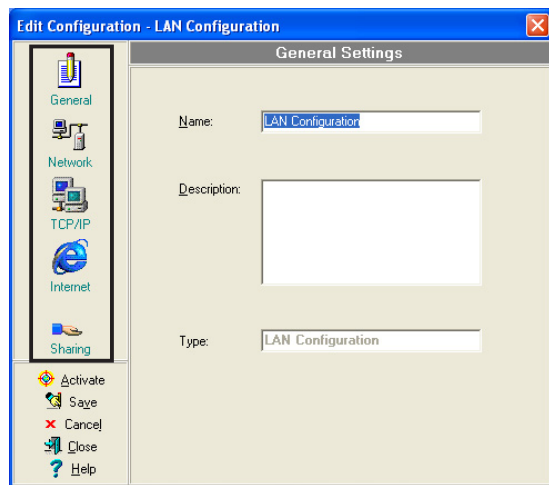 Edit Configuration - LAN Configuration
General Settings
General
Network
TCP/IP
Internet
Sharing
Name:
LAN Configuration
Description:
Type:
LAN Configuration
Activate
Save
Cancel
Close
Help